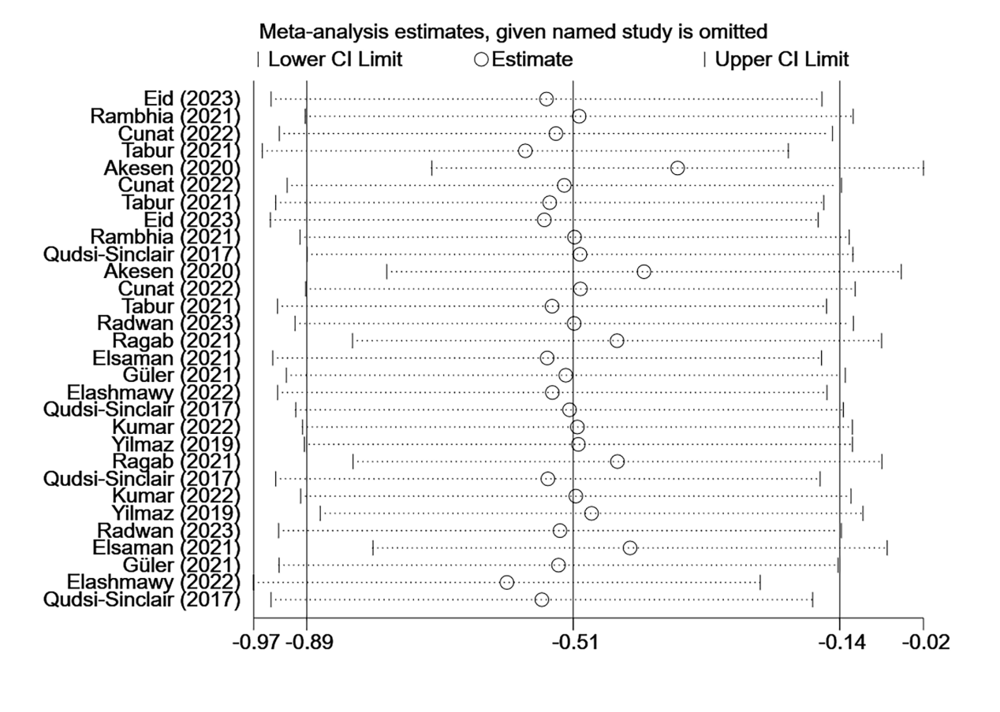 Meta-analysis estimates, given named study is omitted
Lower CI Limit Estimate Upper CI Limit
Eid (2023)
Rambhia (2021)
Cunat (2022)
Tabur (2021)
Akesen (2020)
Cunat (2022)
Tabur (2021)
Eid (2023)
Rambhia (2021)
Qudsi-Sinclair (2017)
Akesen (2020)
Cunat (2022)
Tabur (2021)
Radwan (2023)
Ragab (2021)
Elsaman (2021)
Güler (2021)
Elashmawy (2022)
Qudsi-Sinclair (2017)
Kumar (2022)
Yilmaz (2019)
Ragab (2021)
Qudsi-Sinclair (2017)
Kumar (2022)
Yilmaz (2019)
Radwan (2023)
Elsaman (2021)
Güler (2021)
Elashmawy (2022)
Qudsi-Sinclair (2017)
-0.97 -0.89 -0.51 -0.14 -0.02